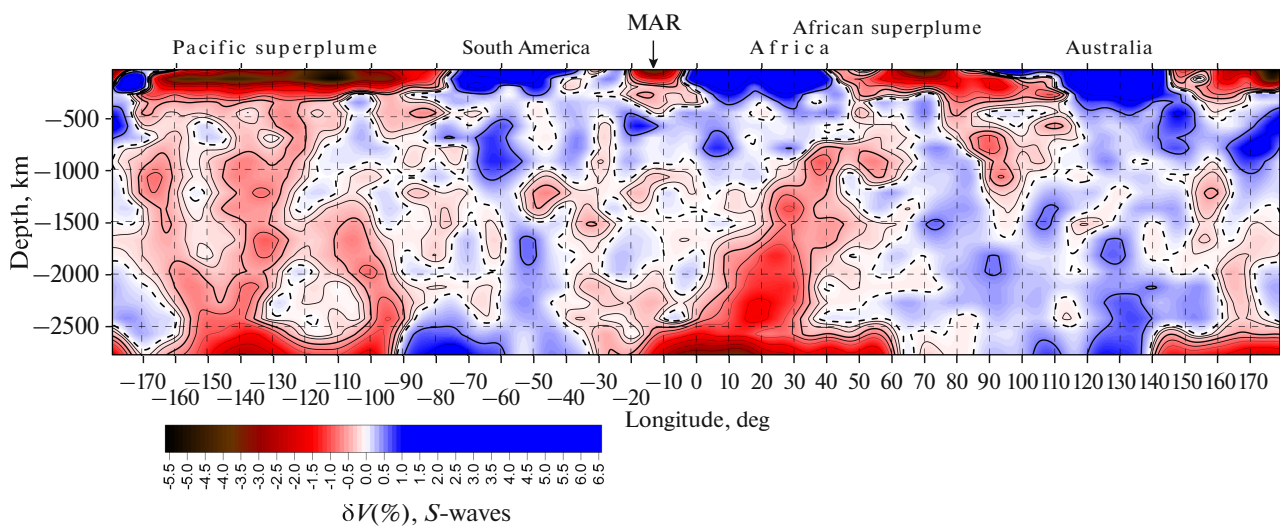 MAR
African superplume
Pacific superplume South America Africa Australia
Depth, km
−500
−1000
−1500
−2000
−2500
−170 −150 −130 −110 −90 −70 −50 −30 −10 0 10 20 30 40 50 60 70 80 90 100 110 120 130 140 150 160 170
−160 −140 −120 −100 −80 −60 −40 −20
Longitude, deg
-5.5 -5.0 -4.5 -4.0 -3.5 -3.0 -2.5 -2.0 -1.5 -1.0 -0.5 0.0 0.5 1.0 1.5 2.0 2.5 3.0 3.5 4.0 4.5 5.0 5.5 6.0 6.5
δV(%), S-waves